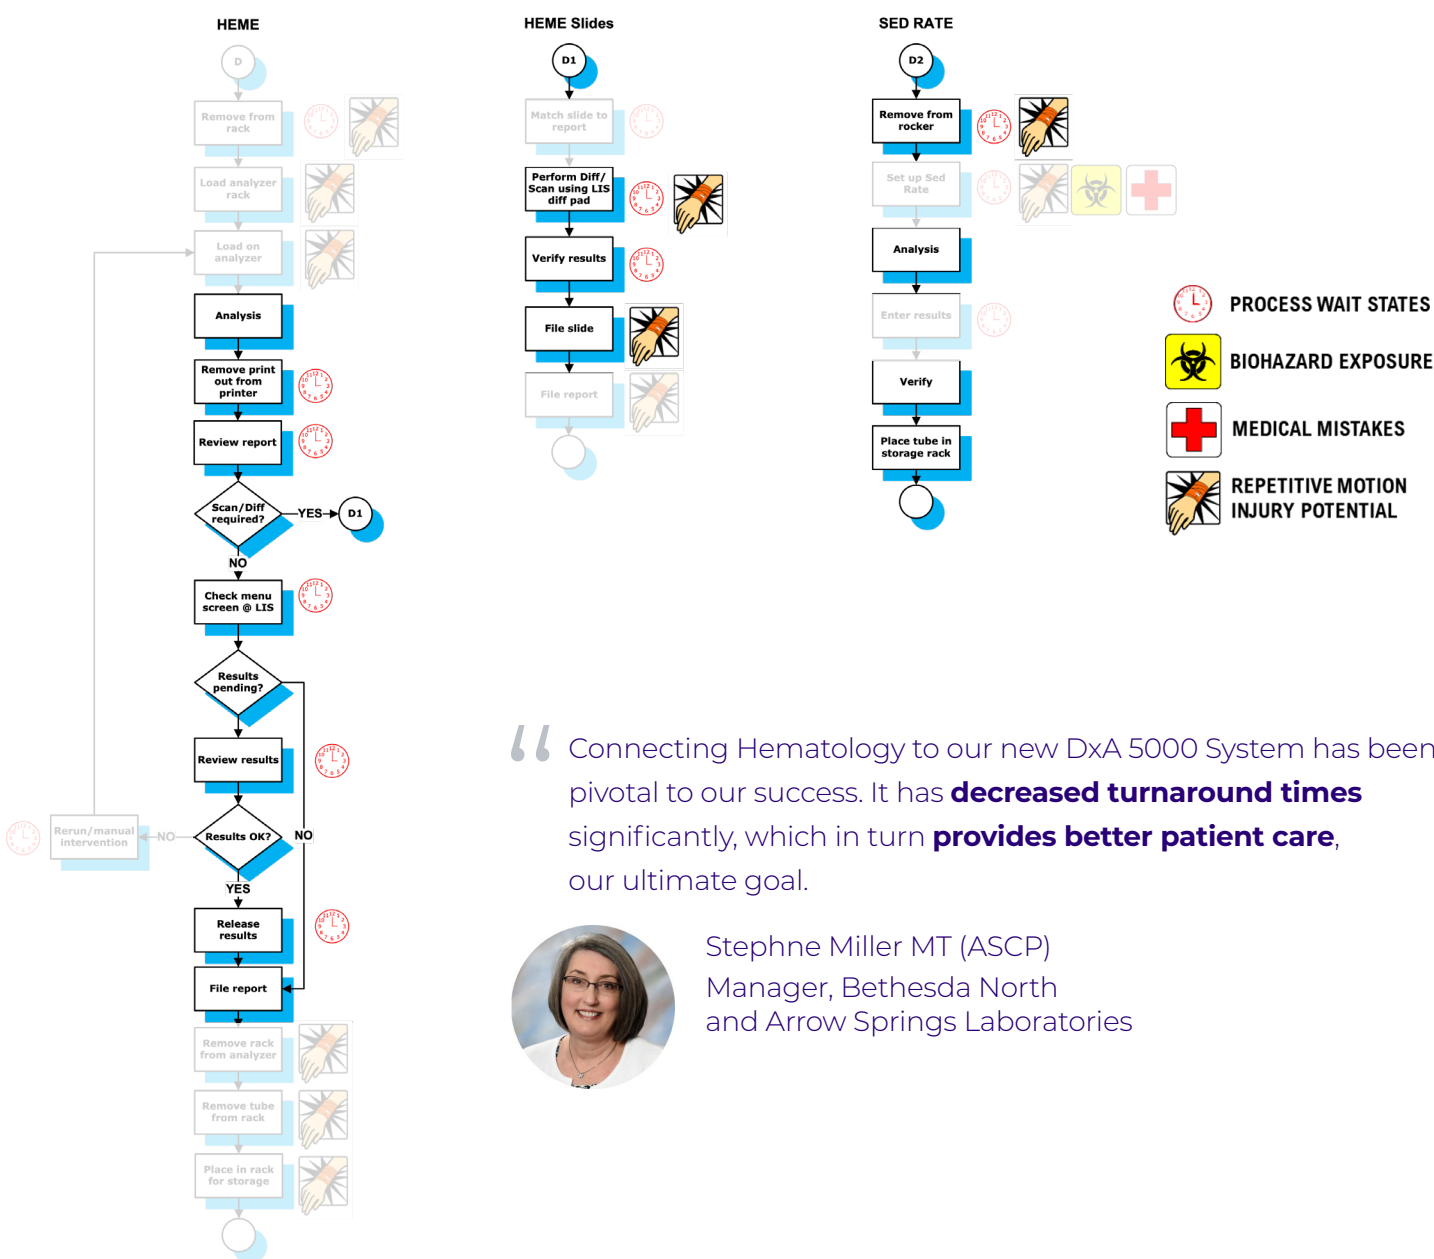 HEME
D
Remove from
rack
Load analyzer
rack
Load on
analyzer
Analysis
Remove print
out from
printer
Review report
Scan/Diff
required?
YES
D1
NO
Check menu
screen @ LIS
Results
pending?
Review results
Results OK?
NO
NO
Rerun/manual
intervention
YES
Release
results
File report
Remove rack
from analyzer
Remove tube
from rack
Place in rack
for storage
HEME Slides
D1
Match slide to
report
Perform Diff/
Scan using LIS
diff pad
Verify results
File slide
File report
SED RATE
D2
Remove from
rocker
Set up Sed
Rate
Analysis
Enter results
Verify
Place tube in
storage rack
PROCESS WAIT STATES
BIOHAZARD EXPOSURE
MEDICAL MISTAKES
REPETITIVE MOTION
INJURY POTENTIAL
“ Connecting Hematology to our new DxA 5000 System has been
pivotal to our success. It has decreased turnaround times
significantly, which in turn provides better patient care,
our ultimate goal.
Stephne Miller MT (ASCP)
Manager, Bethesda North
and Arrow Springs Laboratories